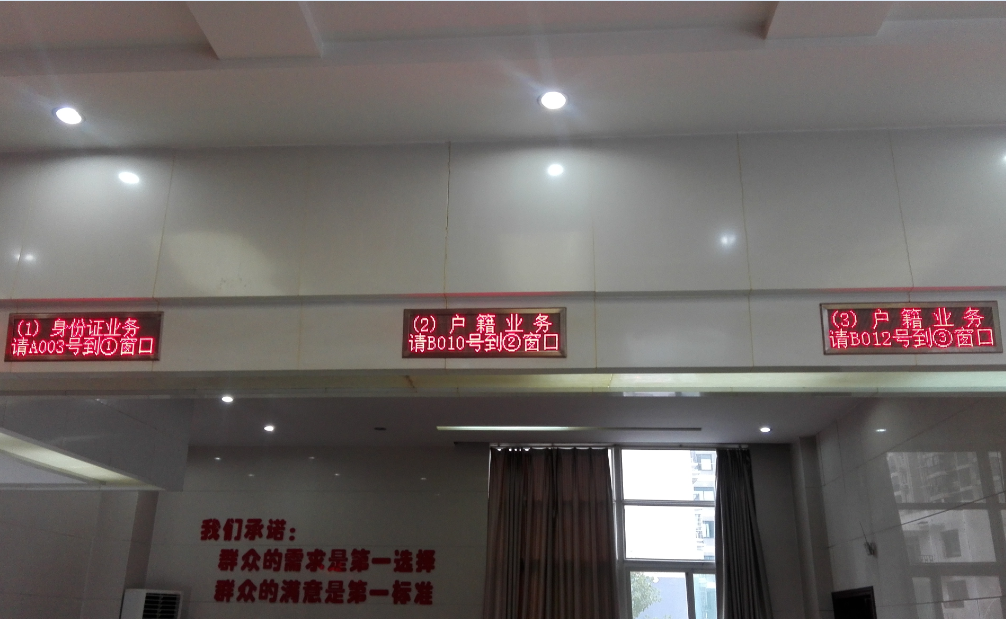 (1) 身份证业务
请A003号到①窗口
(2) 户籍业务
请B010号到②窗口
(3) 户籍业务
请B012号到③窗口
我们承诺：
群众的需求是第一选择
群众的满意是第一标准